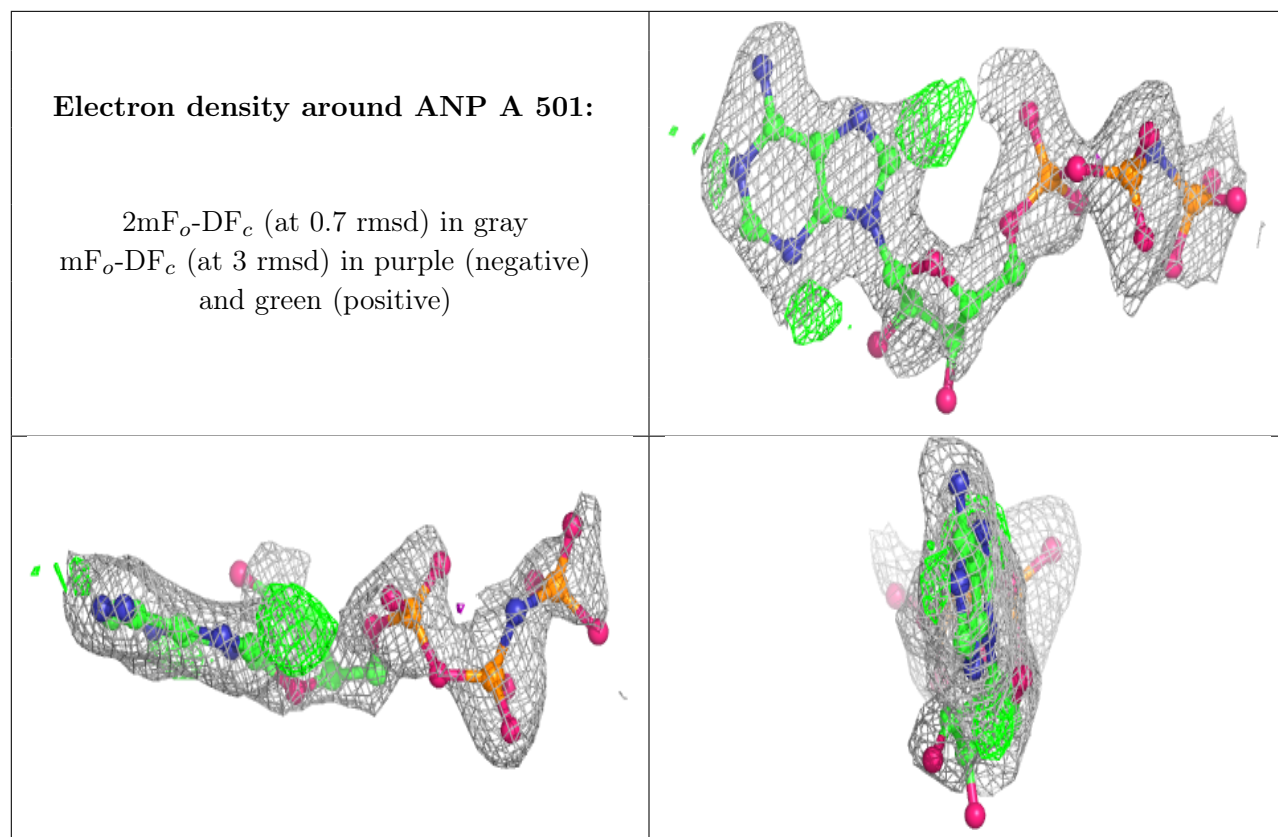 Electron density around ANP A 501:
2mFo-DFc (at 0.7 rmsd) in gray
mFo-DFc (at 3 rmsd) in purple (negative)
and green (positive)